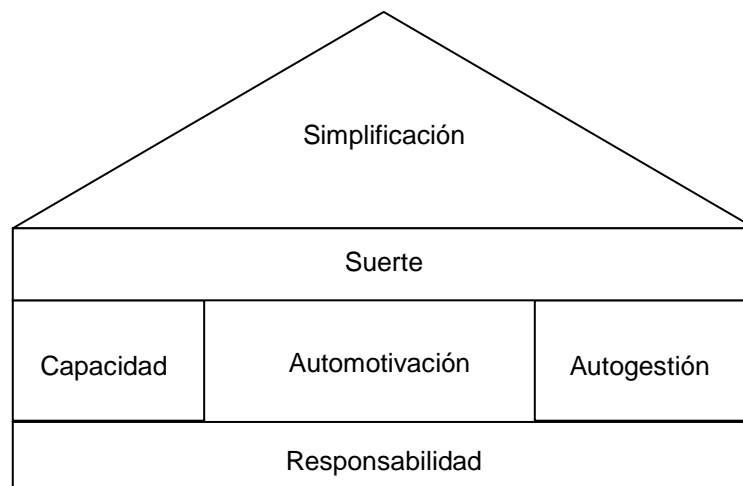 Simplificación
Suerte
Capacidad
Automotivación
Autogestión
Responsabilidad